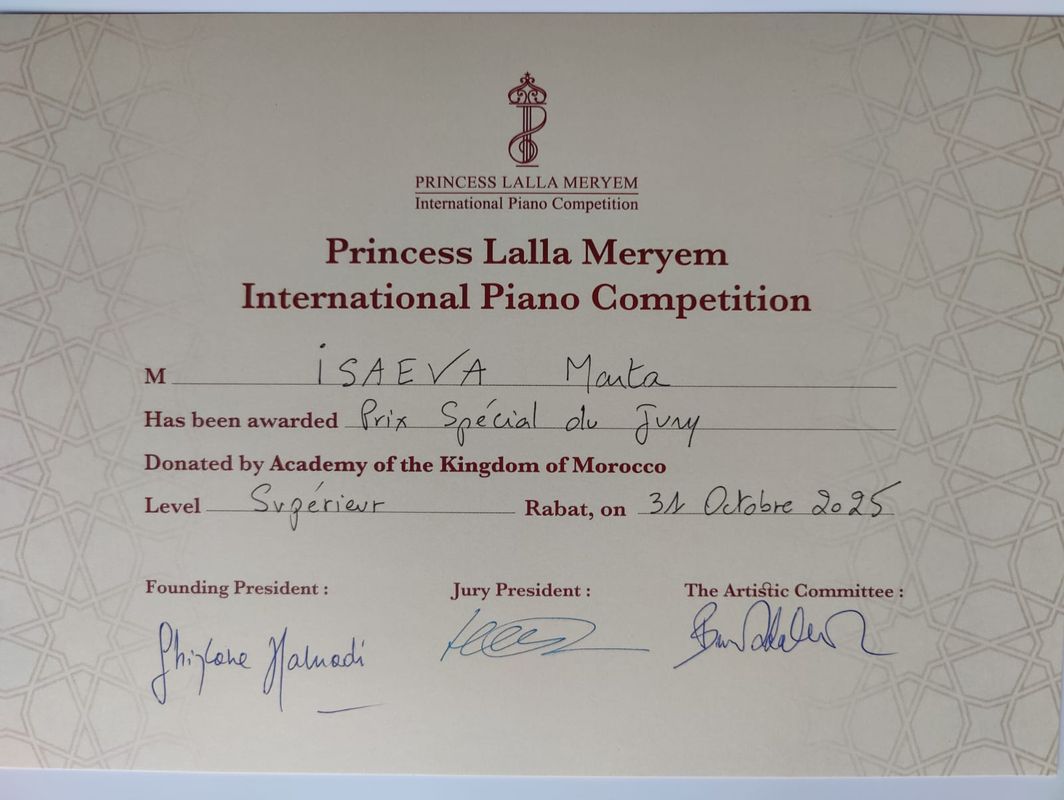 PRINCESS LALLA MERYEM
International Piano Competition
Princess Lalla Meryem
International Piano Competition
M ISAEVA Marta
Has been awarded Prix Spécial du Jury
Donated by Academy of the Kingdom of Morocco
Level Supérieur Rabat, on 31 Octobre 2025
Founding President : Jury President : The Artistic Committee :
Ghizlane Hamadi